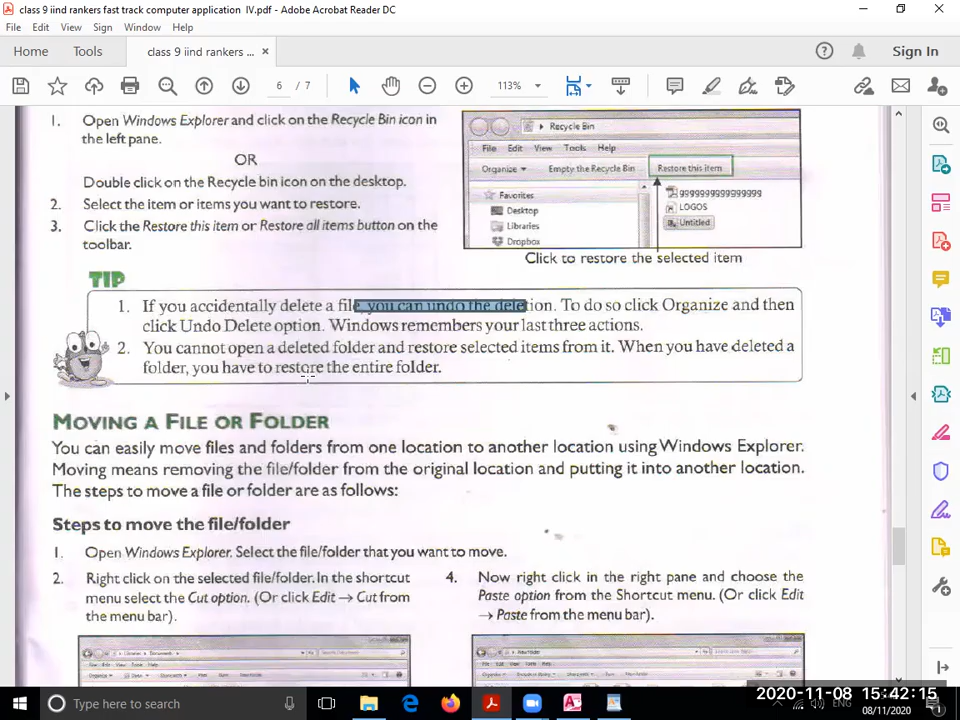 class 9 iind rankers fast track computer application IV.pdf - Adobe Acrobat Reader DC
File Edit View Sign Window Help
Home Tools class 9 iind rankers ... × Sign In
6 / 7 113%
1. Open Windows Explorer and click on the Recycle Bin icon in
the left pane.
OR
Double click on the Recycle bin icon on the desktop.
2. Select the item or items you want to restore.
3. Click the Restore this item or Restore all items button on the
toolbar.
Recycle Bin
File Edit View Tools Help
Organize Empty the Recycle Bin Restore this item
Favorites
Desktop
Libraries
Dropbox
LOGOS
Untitled
Click to restore the selected item
TIP
1. If you accidentally delete a file, you can undo the deletion. To do so click Organize and then
click Undo Delete option. Windows remembers your last three actions.
2. You cannot open a deleted folder and restore selected items from it. When you have deleted a
folder, you have to restore the entire folder.
MOVING A FILE OR FOLDER
You can easily move files and folders from one location to another location using Windows Explorer.
Moving means removing the file/folder from the original location and putting it into another location.
The steps to move a file or folder are as follows:
Steps to move the file/folder
1. Open Windows Explorer. Select the file/folder that you want to move.
2. Right click on the selected file/folder. In the shortcut
menu select the Cut option. (Or click Edit → Cut from
the menu bar).
4. Now right click in the right pane and choose the
Paste option from the Shortcut menu. (Or click Edit
→ Paste from the menu bar).
Type here to search
ENG
2020-11-08 15:42:15
08/11/2020